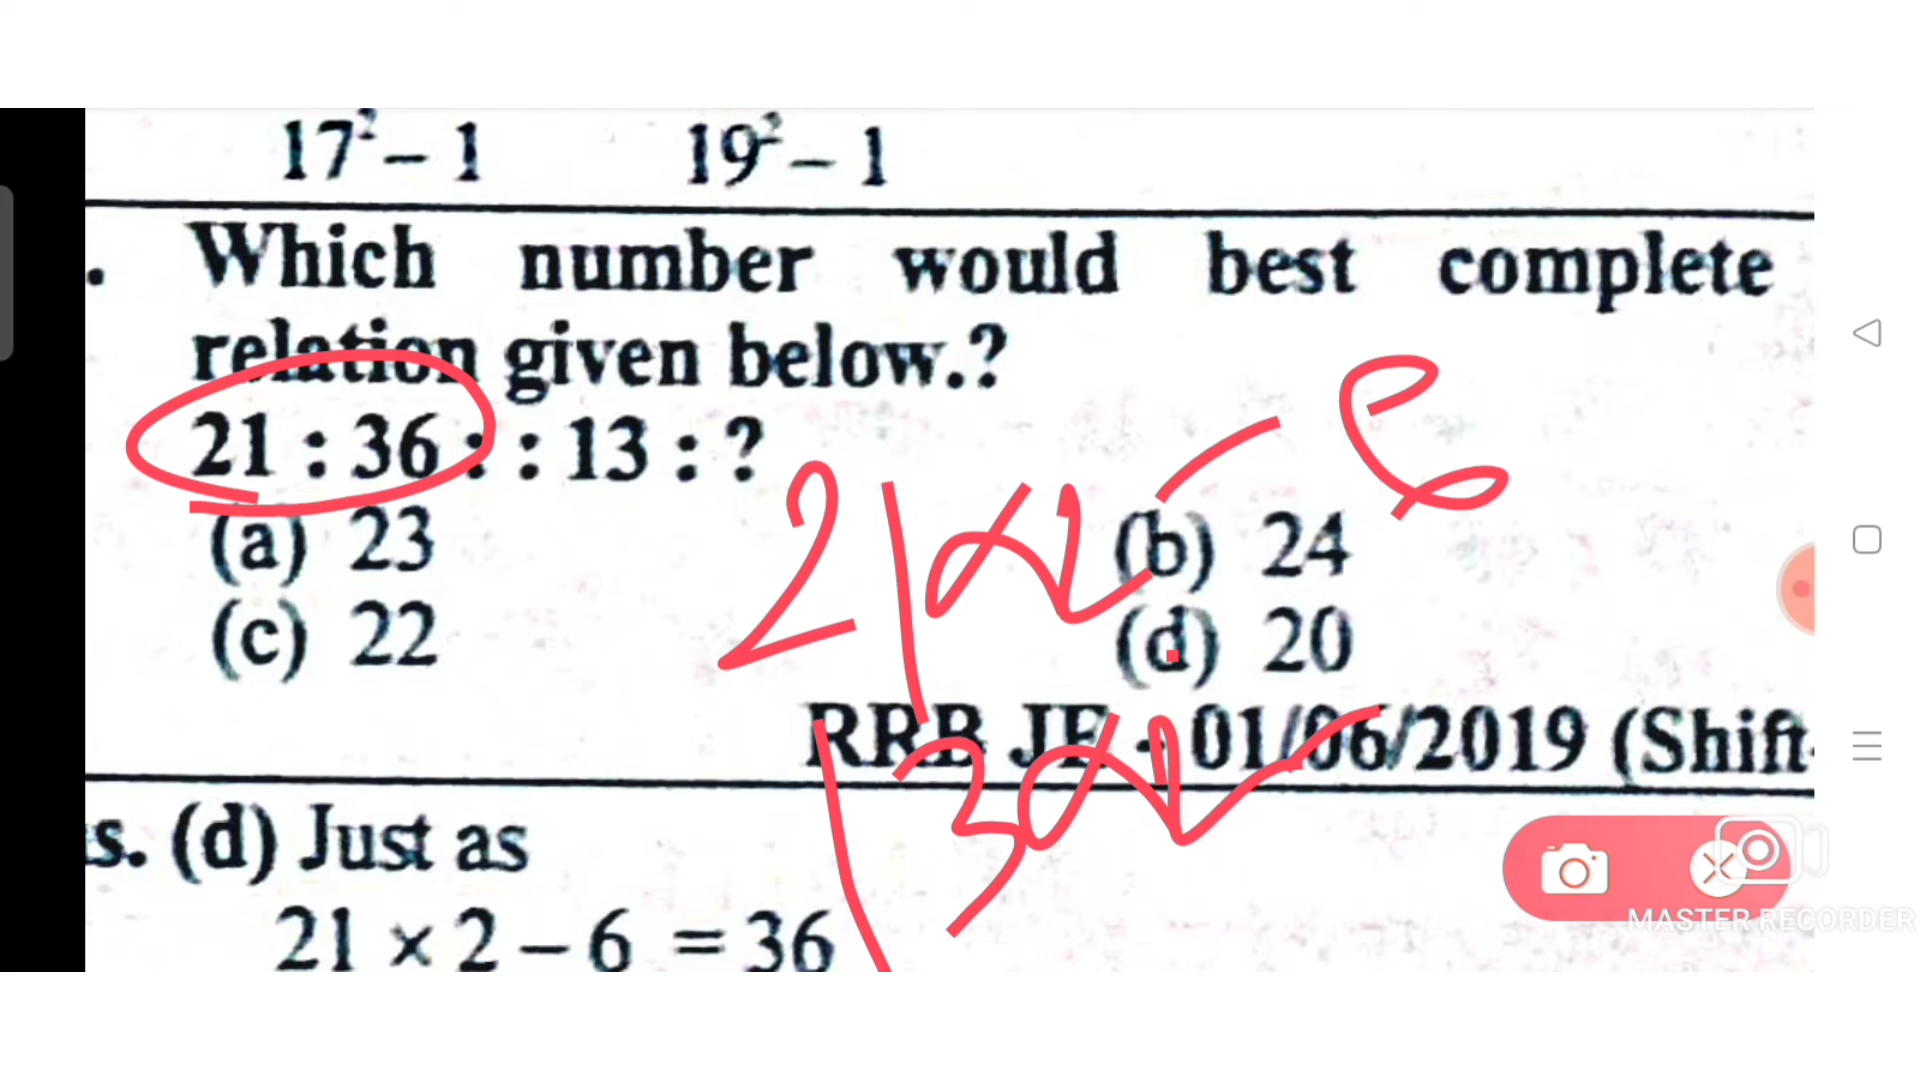 17² – 1 19² – 1
. Which number would best complete
relation given below.?
21 : 36 : : 13 : ?
(a) 23 (b) 24
(c) 22 (d) 20
21×2 – 6
RRB JE - 01/06/2019 (Shift-
13×2
s. (d) Just as
21 × 2 – 6 = 36
MASTER RECORDER